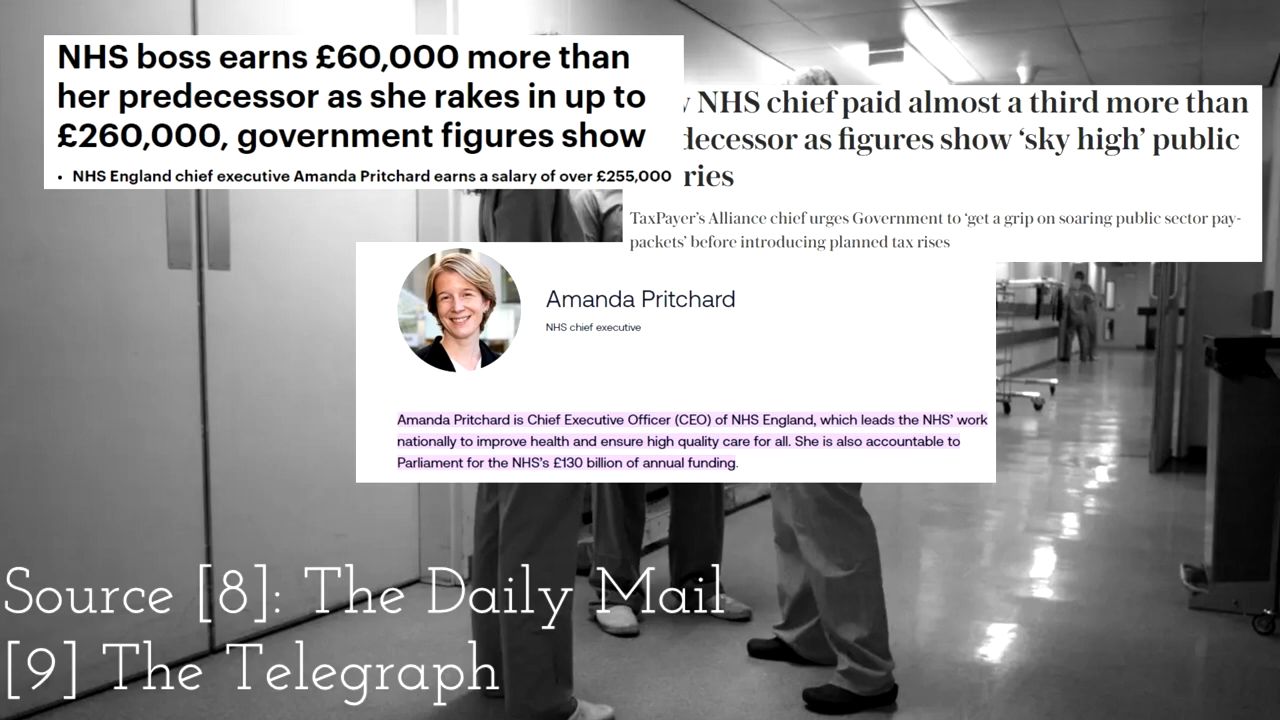 NHS boss earns £60,000 more than
her predecessor as she rakes in up to
£260,000, government figures show
• NHS England chief executive Amanda Pritchard earns a salary of over £255,000
NHS chief paid almost a third more than
decessor as figures show ‘sky high’ public
ries
TaxPayer’s Alliance chief urges Government to ‘get a grip on soaring public sector pay-
packets’ before introducing planned tax rises
Amanda Pritchard
NHS chief executive
Amanda Pritchard is Chief Executive Officer (CEO) of NHS England, which leads the NHS’ work
nationally to improve health and ensure high quality care for all. She is also accountable to
Parliament for the NHS’s £130 billion of annual funding.
Source [8]: The Daily Mail
[9] The Telegraph